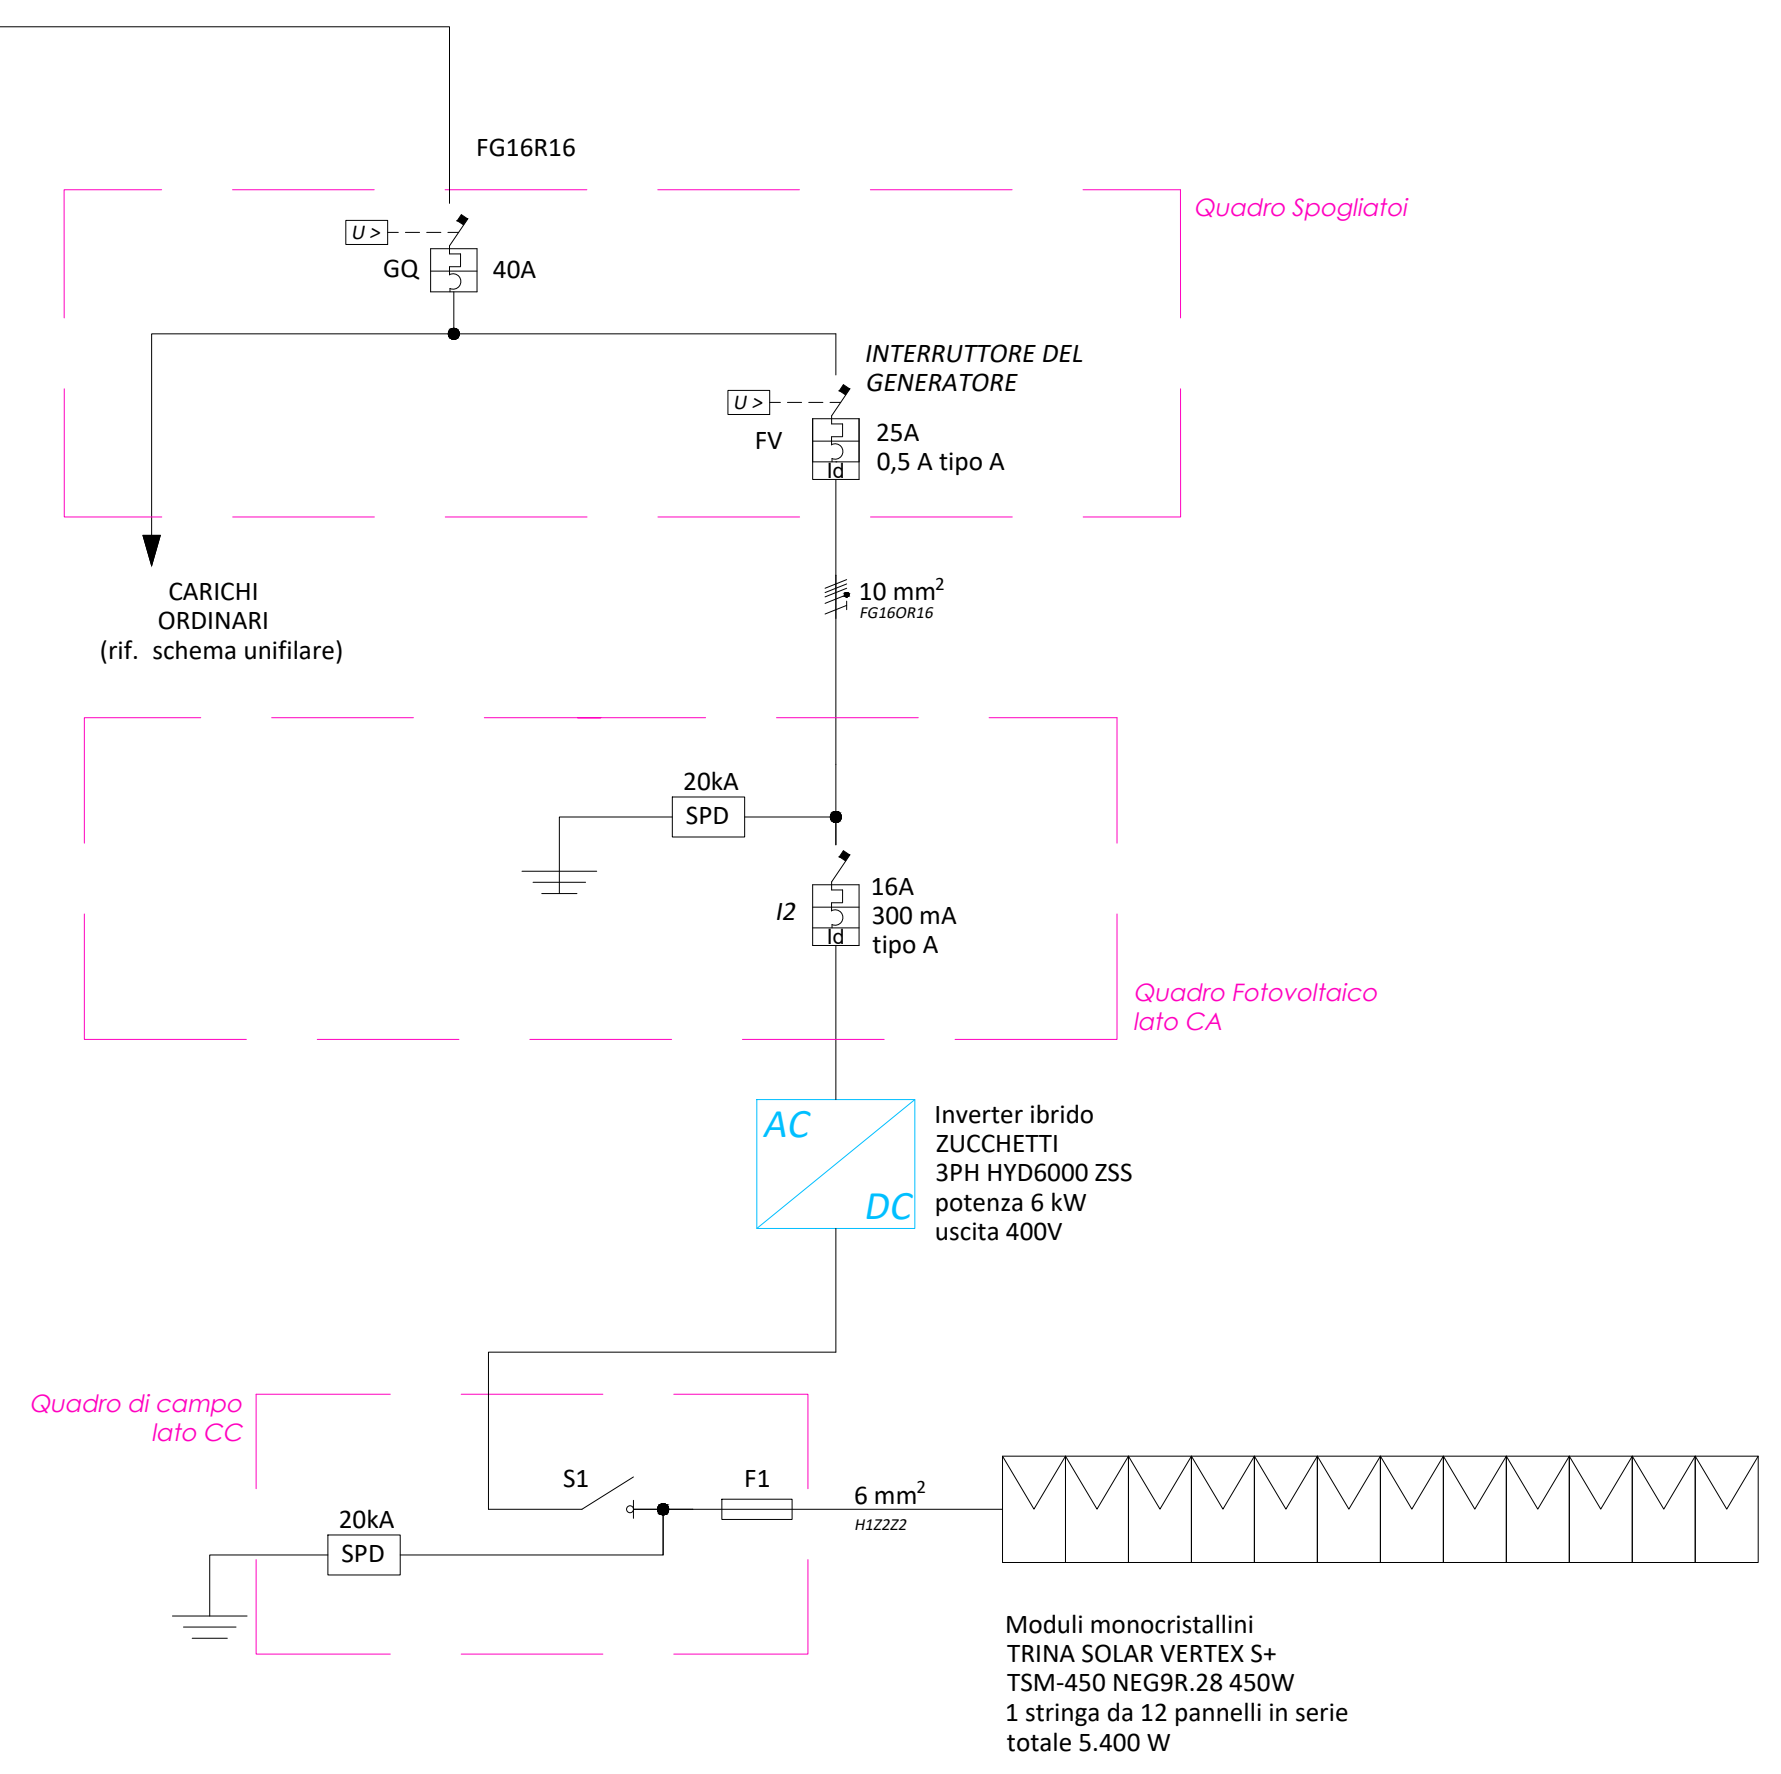 FG16R16
Quadro Spogliatoi
U >
GQ
40A
INTERRUTTORE DEL
GENERATORE
U >
FV
25A
0,5 A tipo A
Id
CARICHI
ORDINARI
(rif. schema unifilare)
10 mm²
FG16OR16
20kA
SPD
I2
16A
300 mA
tipo A
Id
Quadro Fotovoltaico
lato CA
AC
DC
Inverter ibrido
ZUCCHETTI
3PH HYD6000 ZSS
potenza 6 kW
uscita 400V
Quadro di campo
lato CC
S1
F1
6 mm²
H1Z2Z2
20kA
SPD
Moduli monocristallini
TRINA SOLAR VERTEX S+
TSM-450 NEG9R.28 450W
1 stringa da 12 pannelli in serie
totale 5.400 W